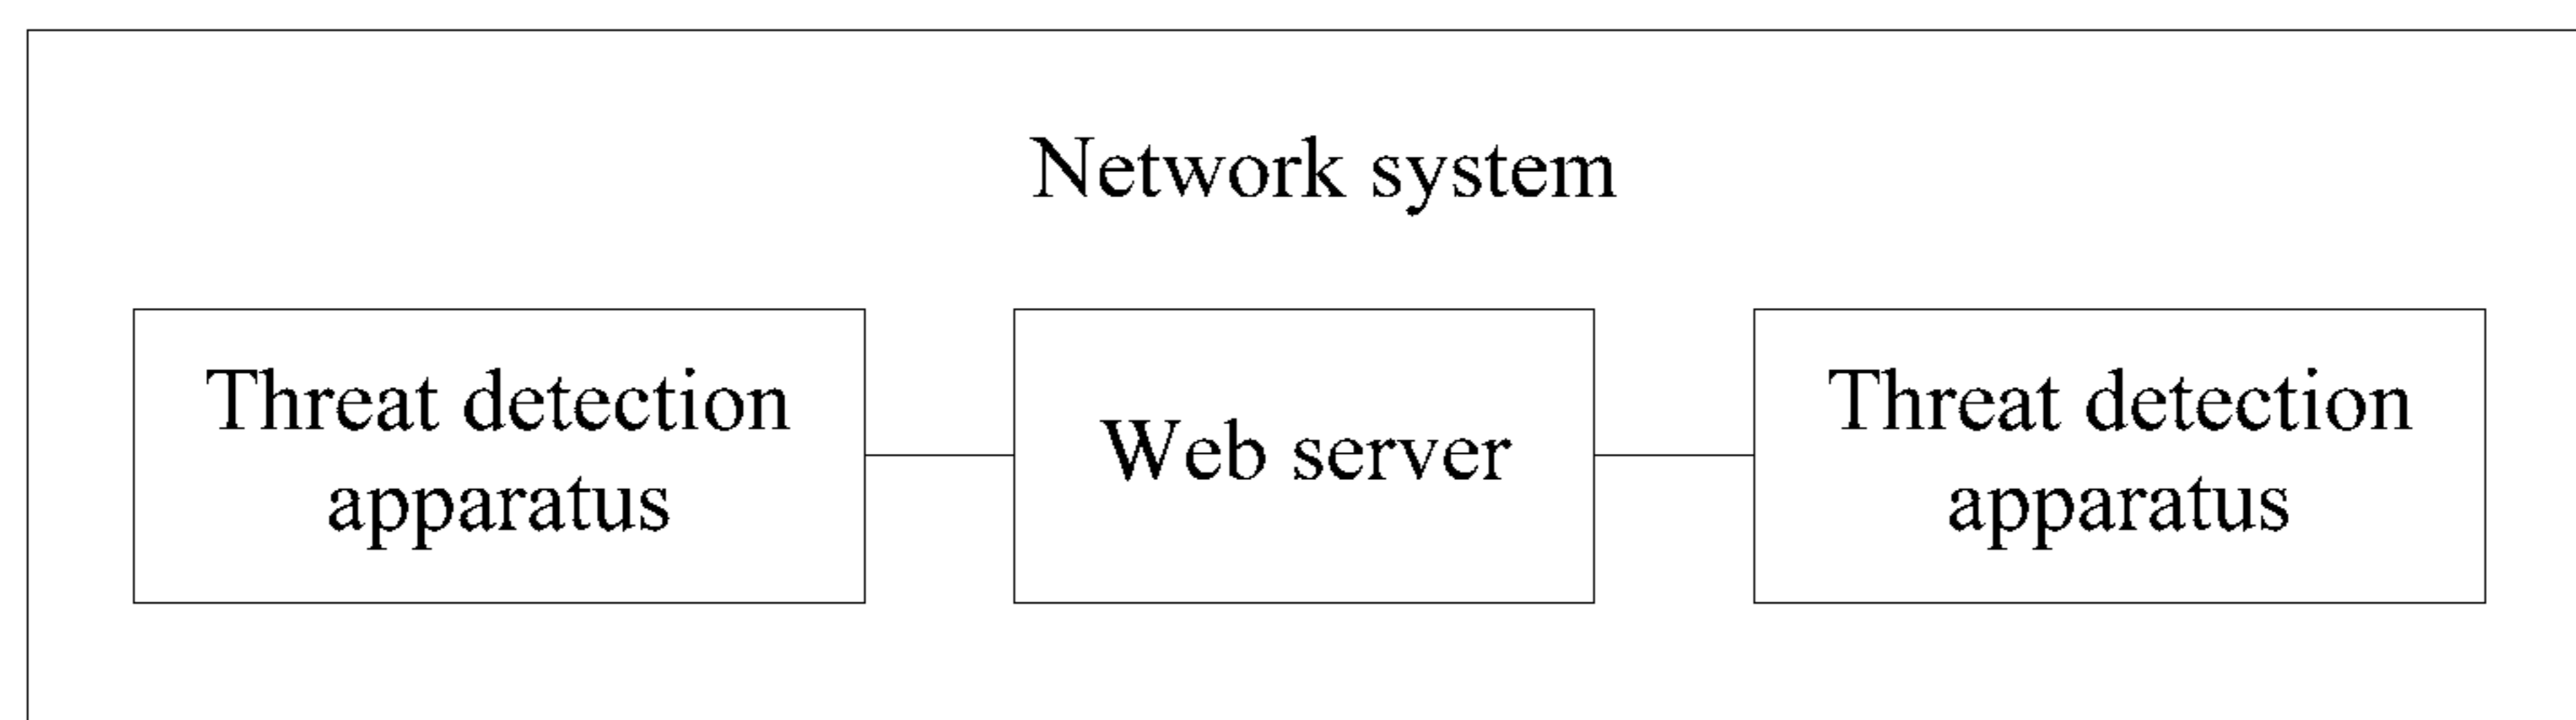 Network system
Threat detection
apparatus
Web server
Threat detection
apparatus